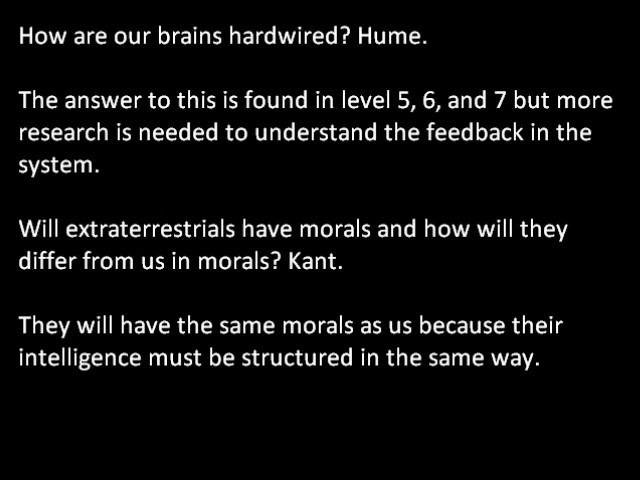 How are our brains hardwired? Hume.
The answer to this is found in level 5, 6, and 7 but more
research is needed to understand the feedback in the
system.
Will extraterrestrials have morals and how will they
differ from us in morals? Kant.
They will have the same morals as us because their
intelligence must be structured in the same way.